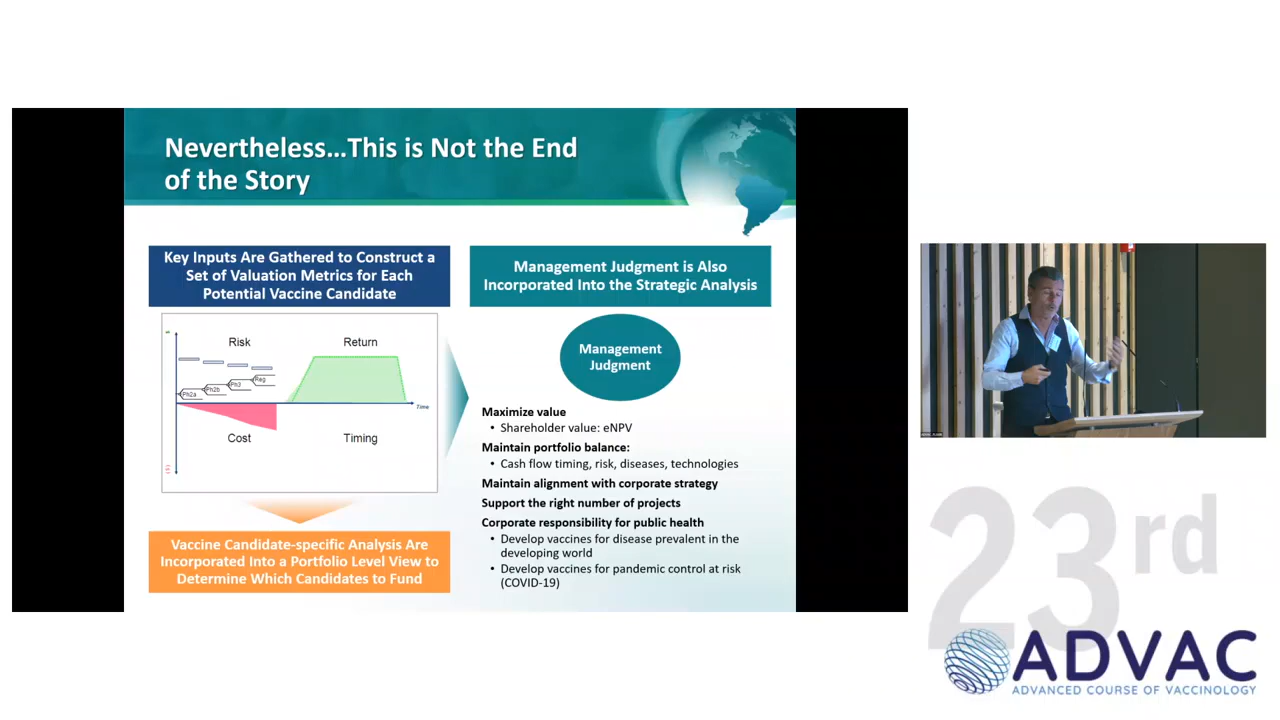 Nevertheless…This is Not the End
of the Story
Key Inputs Are Gathered to Construct a
Set of Valuation Metrics for Each
Potential Vaccine Candidate
Risk
Return
Ph2a
Ph2b
Ph3
Reg
Time
Cost
Timing
Vaccine Candidate-specific Analysis Are
Incorporated Into a Portfolio Level View to
Determine Which Candidates to Fund
Management Judgment is Also
Incorporated Into the Strategic Analysis
Management
Judgment
Maximize value
• Shareholder value: eNPV
Maintain portfolio balance:
• Cash flow timing, risk, diseases, technologies
Maintain alignment with corporate strategy
Support the right number of projects
Corporate responsibility for public health
• Develop vaccines for disease prevalent in the
developing world
• Develop vaccines for pandemic control at risk
(COVID-19)
23rd
ADVAC
ADVANCED COURSE OF VACCINOLOGY